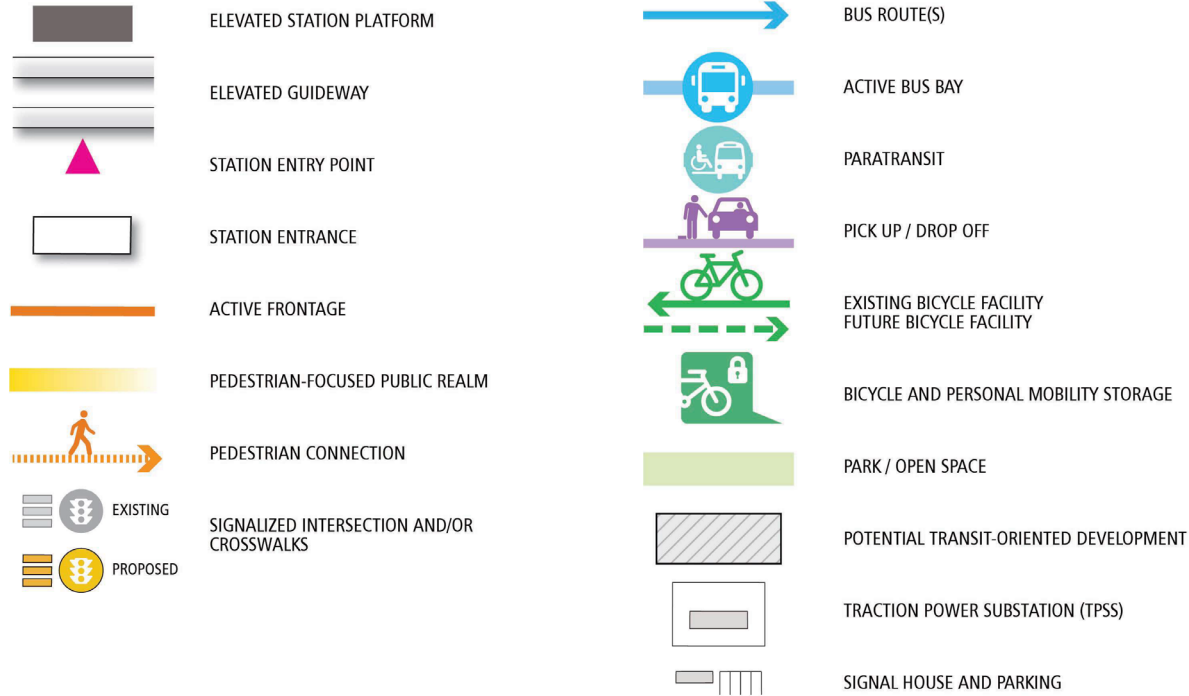 ELEVATED STATION PLATFORM
ELEVATED GUIDEWAY
STATION ENTRY POINT
STATION ENTRANCE
ACTIVE FRONTAGE
PEDESTRIAN-FOCUSED PUBLIC REALM
PEDESTRIAN CONNECTION
EXISTING
PROPOSED
SIGNALIZED INTERSECTION AND/OR
CROSSWALKS
BUS ROUTE(S)
ACTIVE BUS BAY
PARATRANSIT
PICK UP / DROP OFF
EXISTING BICYCLE FACILITY
FUTURE BICYCLE FACILITY
BICYCLE AND PERSONAL MOBILITY STORAGE
PARK / OPEN SPACE
POTENTIAL TRANSIT-ORIENTED DEVELOPMENT
TRACTION POWER SUBSTATION (TPSS)
SIGNAL HOUSE AND PARKING